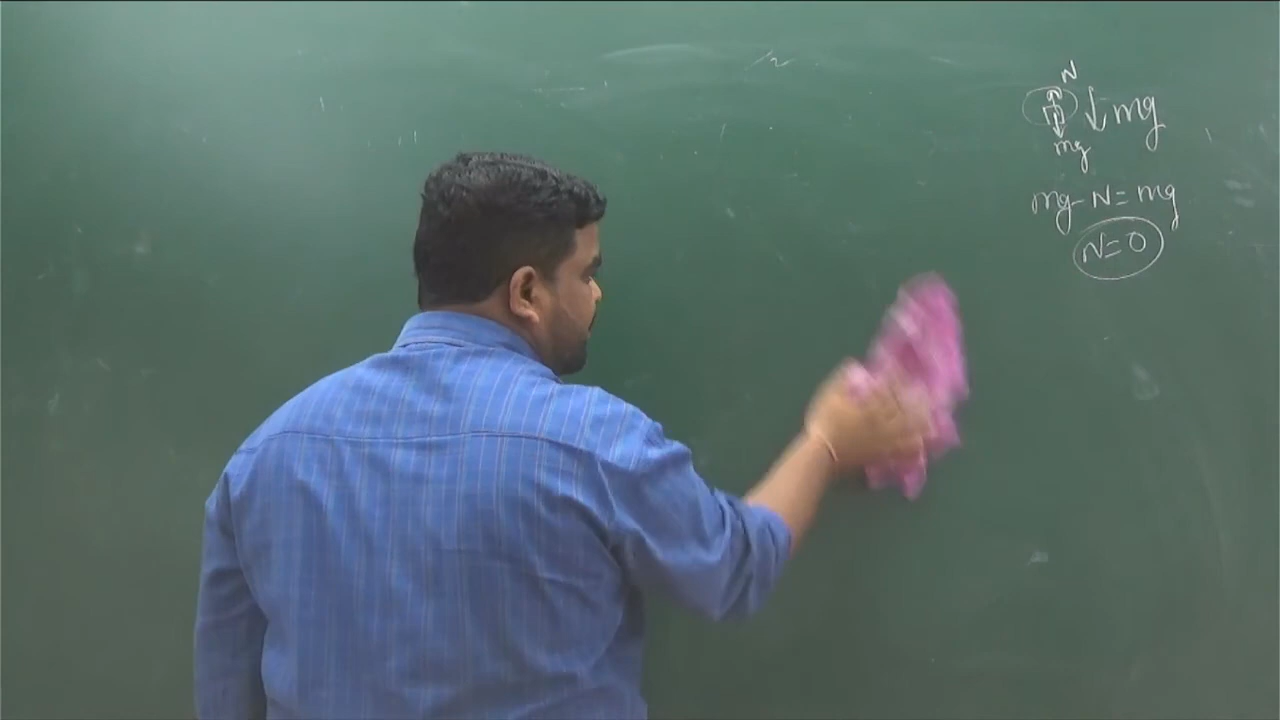 N
↓ mg
mg
mg - N = mg
N = 0